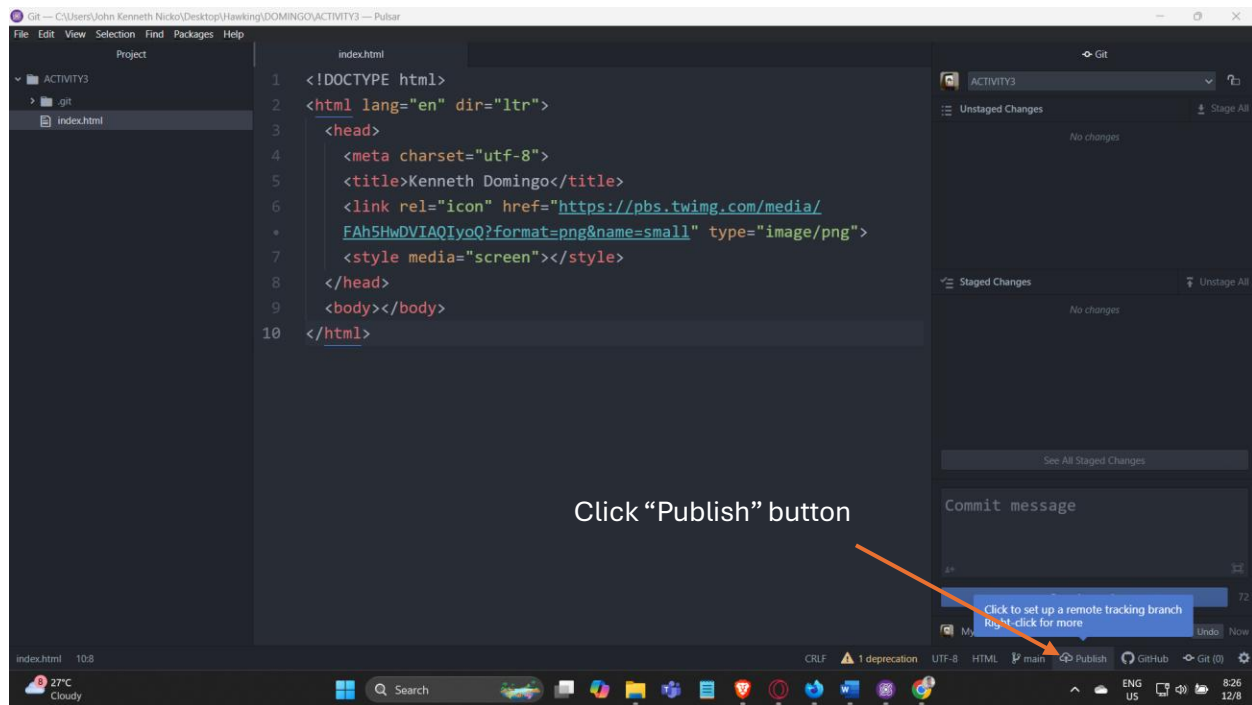 Git — C:\Users\John Kenneth Nicko\Desktop\Hawking\DOMINGO\ACTIVITY3 — Pulsar
File Edit View Selection Find Packages Help
Project
index.html
Git
ACTIVITY3
.git
index.html
1 <!DOCTYPE html>
2 <html lang="en" dir="ltr">
3 <head>
4 <meta charset="utf-8">
5 <title>Kenneth Domingo</title>
6 <link rel="icon" href="https://pbs.twimg.com/media/
• FAh5HwDVIAQIyoQ?format=png&name=small" type="image/png">
7 <style media="screen"></style>
8 </head>
9 <body></body>
10 </html>
ACTIVITY3
Unstaged Changes
Stage All
No changes
Staged Changes
Unstage All
No changes
See All Staged Changes
Click “Publish” button
Commit message
72
Click to set up a remote tracking branch
Right-click for more
My
Undo Now
index.html 10:8
CRLF 1 deprecation UTF-8 HTML main Publish GitHub Git (0)
8
27°C
Cloudy
Search
ENG
US
8:26
12/8